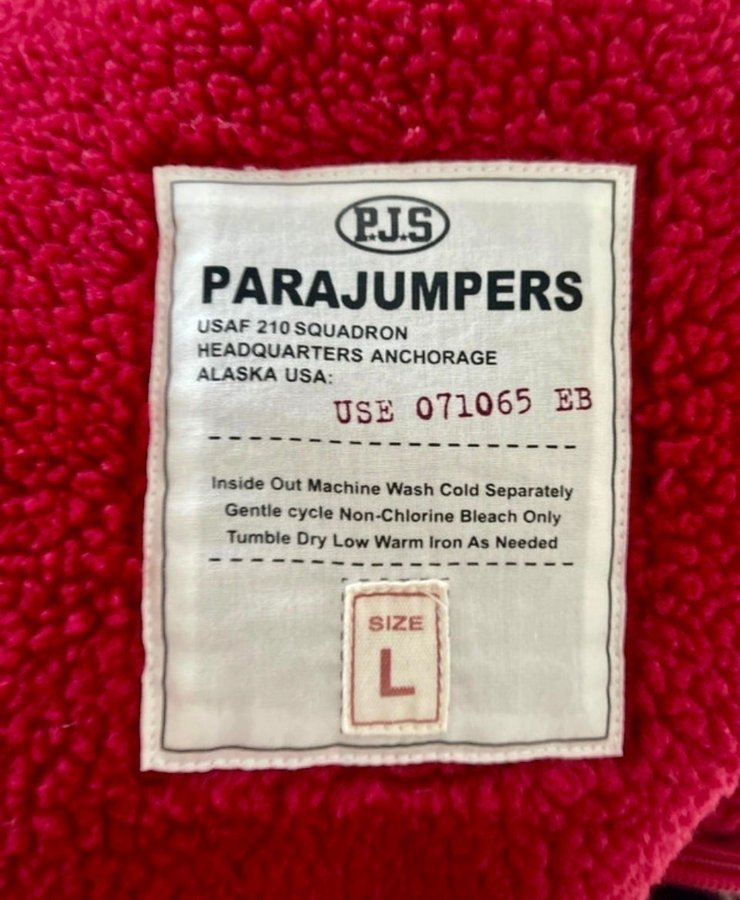 P.J.S
PARAJUMPERS
USAF 210 SQUADRON
HEADQUARTERS ANCHORAGE
ALASKA USA:
USE 071065 EB
Inside Out Machine Wash Cold Separately
Gentle cycle Non-Chlorine Bleach Only
Tumble Dry Low Warm Iron As Needed
SIZE
L